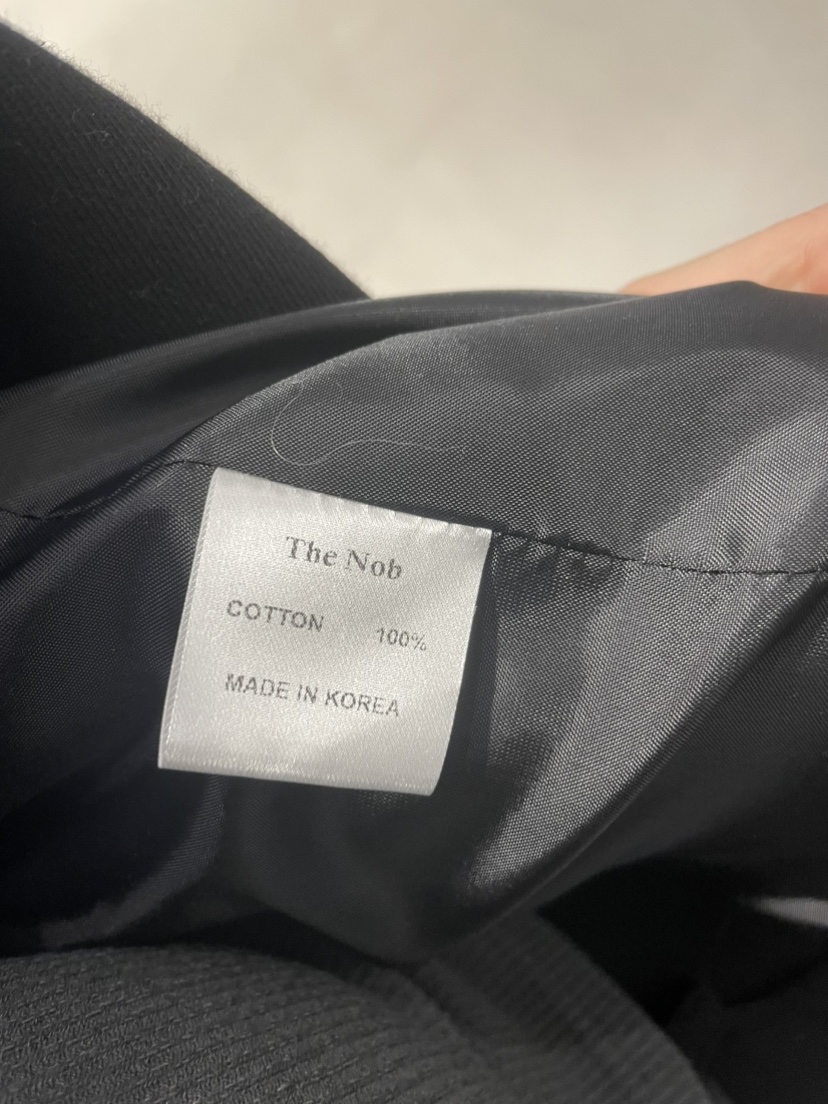 The Nob
COTTON 100%
MADE IN KOREA